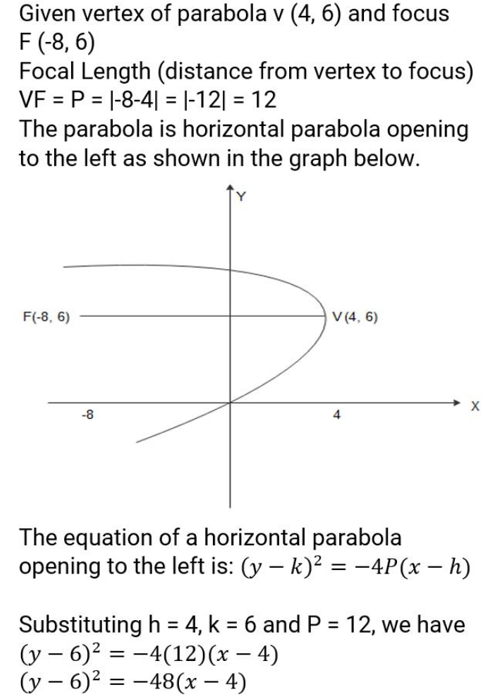 Given vertex of parabola v (4, 6) and focus
F (-8, 6)
Focal Length (distance from vertex to focus)
VF = P = |-8-4| = |-12| = 12
The parabola is horizontal parabola opening
to the left as shown in the graph below.
Y
F(-8, 6)
V(4, 6)
X
-8
4
The equation of a horizontal parabola
opening to the left is: (y − k)² = −4P(x − h)
Substituting h = 4, k = 6 and P = 12, we have
(y − 6)² = −4(12)(x − 4)
(y − 6)² = −48(x − 4)